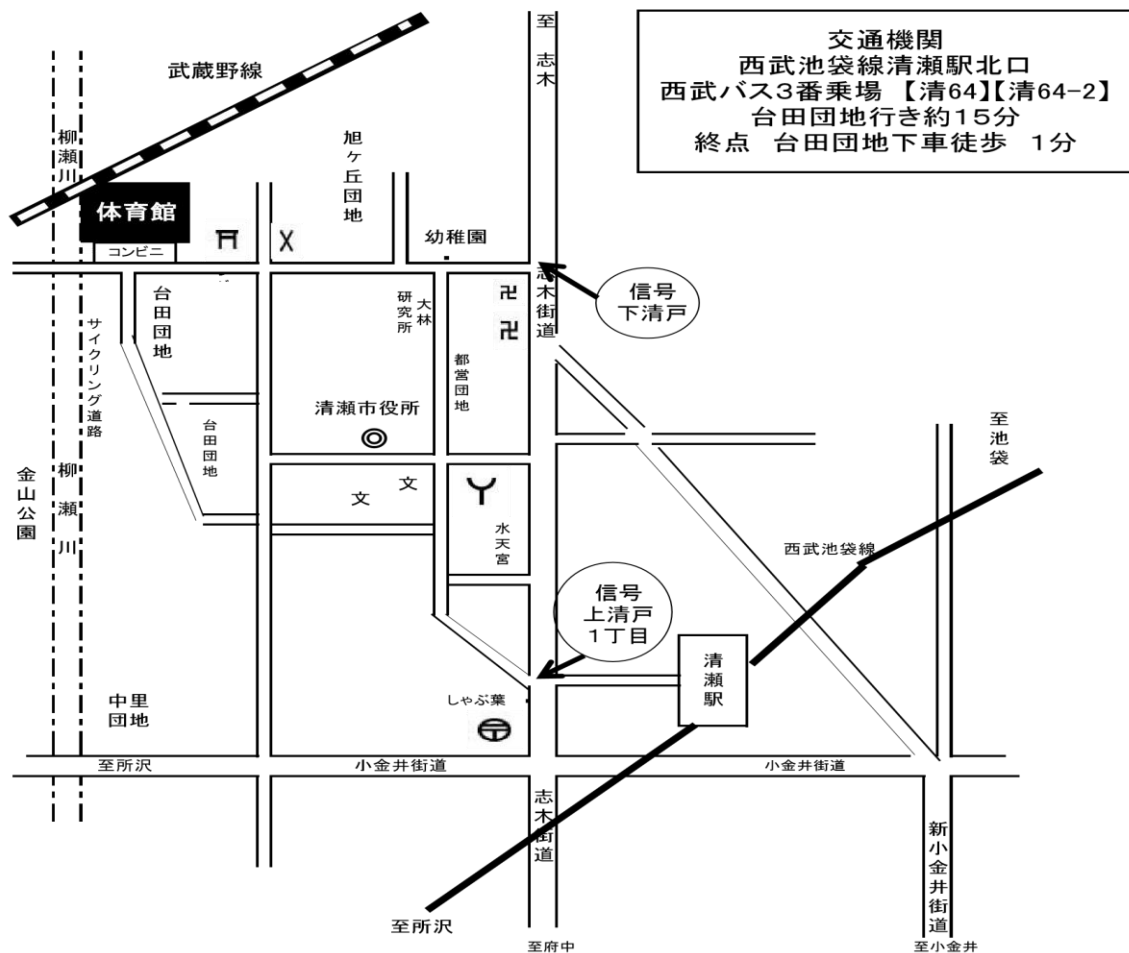 至 志木
交通機関
西武池袋線清瀬駅北口
西武バス3番乗場 【清64】【清64-2】
台田団地行き約15分
終点 台田団地下車徒歩 1分
武蔵野線
柳瀬川
旭ヶ丘団地
体育館
コンビニ
幼稚園
志木街道
信号
下清戸
台田団地
サイクリング道路
大林
研究所
都営団地
清瀬市役所
台田団地
至池袋
金山公園
柳瀬川
文
文
水天宮
西武池袋線
信号
上清戸
1丁目
清瀬駅
中里
団地
しゃぶ葉
至所沢
小金井街道
小金井街道
志木街道
新小金井街道
至所沢
至府中
至小金井